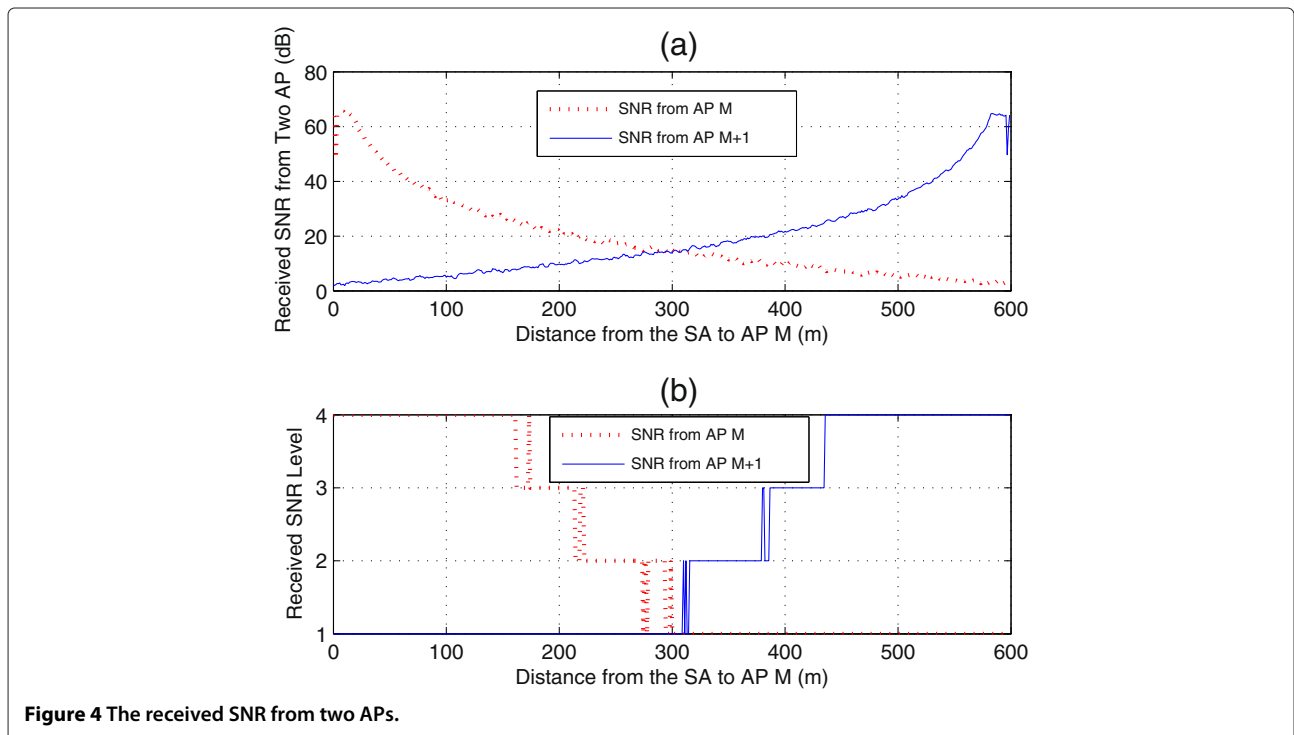 (a)
Received SNR from Two AP (dB)
80
60
40
20
0
SNR from AP M
SNR from AP M+1
0 100 200 300 400 500 600
Distance from the SA to AP M (m)
(b)
Received SNR Level
4
3
2
1
SNR from AP M
SNR from AP M+1
0 100 200 300 400 500 600
Distance from the SA to AP M (m)
Figure 4 The received SNR from two APs.